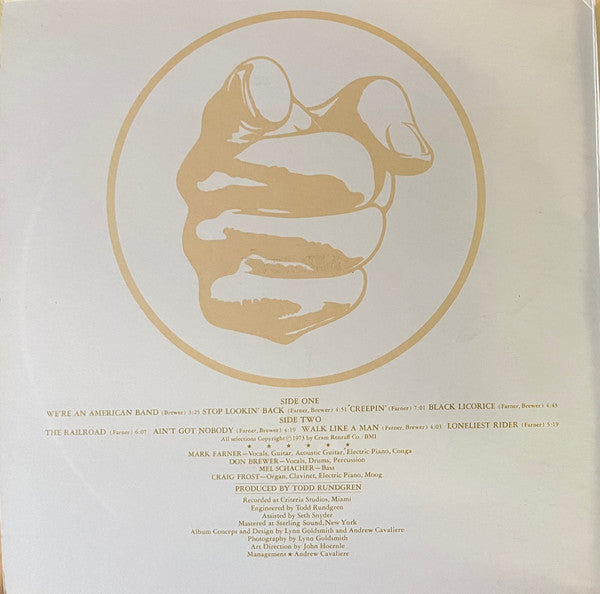 SIDE ONE
WE'RE AN AMERICAN BAND (Brewer) 3:25 STOP LOOKIN' BACK (Farner, Brewer) 4:51 'CREEPIN' (Farner) 7:01 BLACK LICORICE (Farner, Brewer) 4:43
SIDE TWO
THE RAILROAD (Farner) 6:07 AIN'T GOT NOBODY (Farner, Brewer) 4:19 WALK LIKE A MAN (Farner, Brewer) 4:03 LONELIEST RIDER (Farner) 5:19
All selections Copyright © 1973 by Cram Renraff Co.-BMI
★ ★ ★ ★ ★ ★
MARK FARNER—Vocals, Guitar, Acoustic Guitar, Electric Piano, Conga
DON BREWER—Vocals, Drums, Percussion
MEL SCHACHER—Bass
CRAIG FROST—Organ, Clavinet, Electric Piano, Moog
PRODUCED BY TODD RUNDGREN
Recorded at Criteria Studios, Miami
Engineered by Todd Rundgren
Assisted by Seth Snyder
Mastered at Sterling Sound, New York
Album Concept and Design by Lynn Goldsmith and Andrew Cavaliere
Photography by Lynn Goldsmith
Art Direction by John Hoernle
Management ★ Andrew Cavaliere